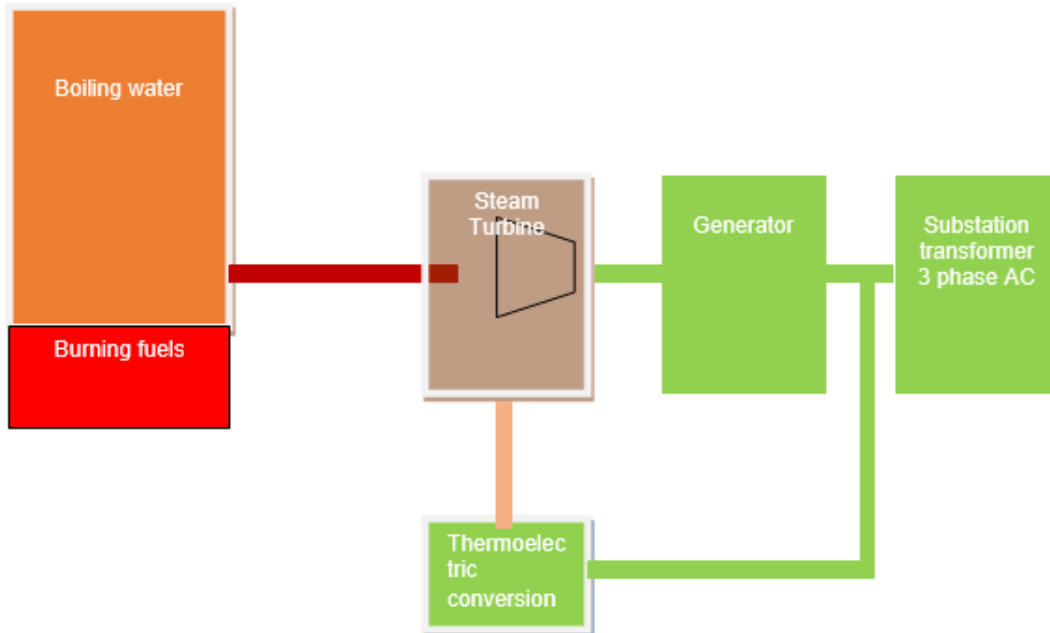 Boiling water
Burning fuels
Steam
Turbine
Generator
Substation
transformer
3 phase AC
Thermoelec
tric
conversion